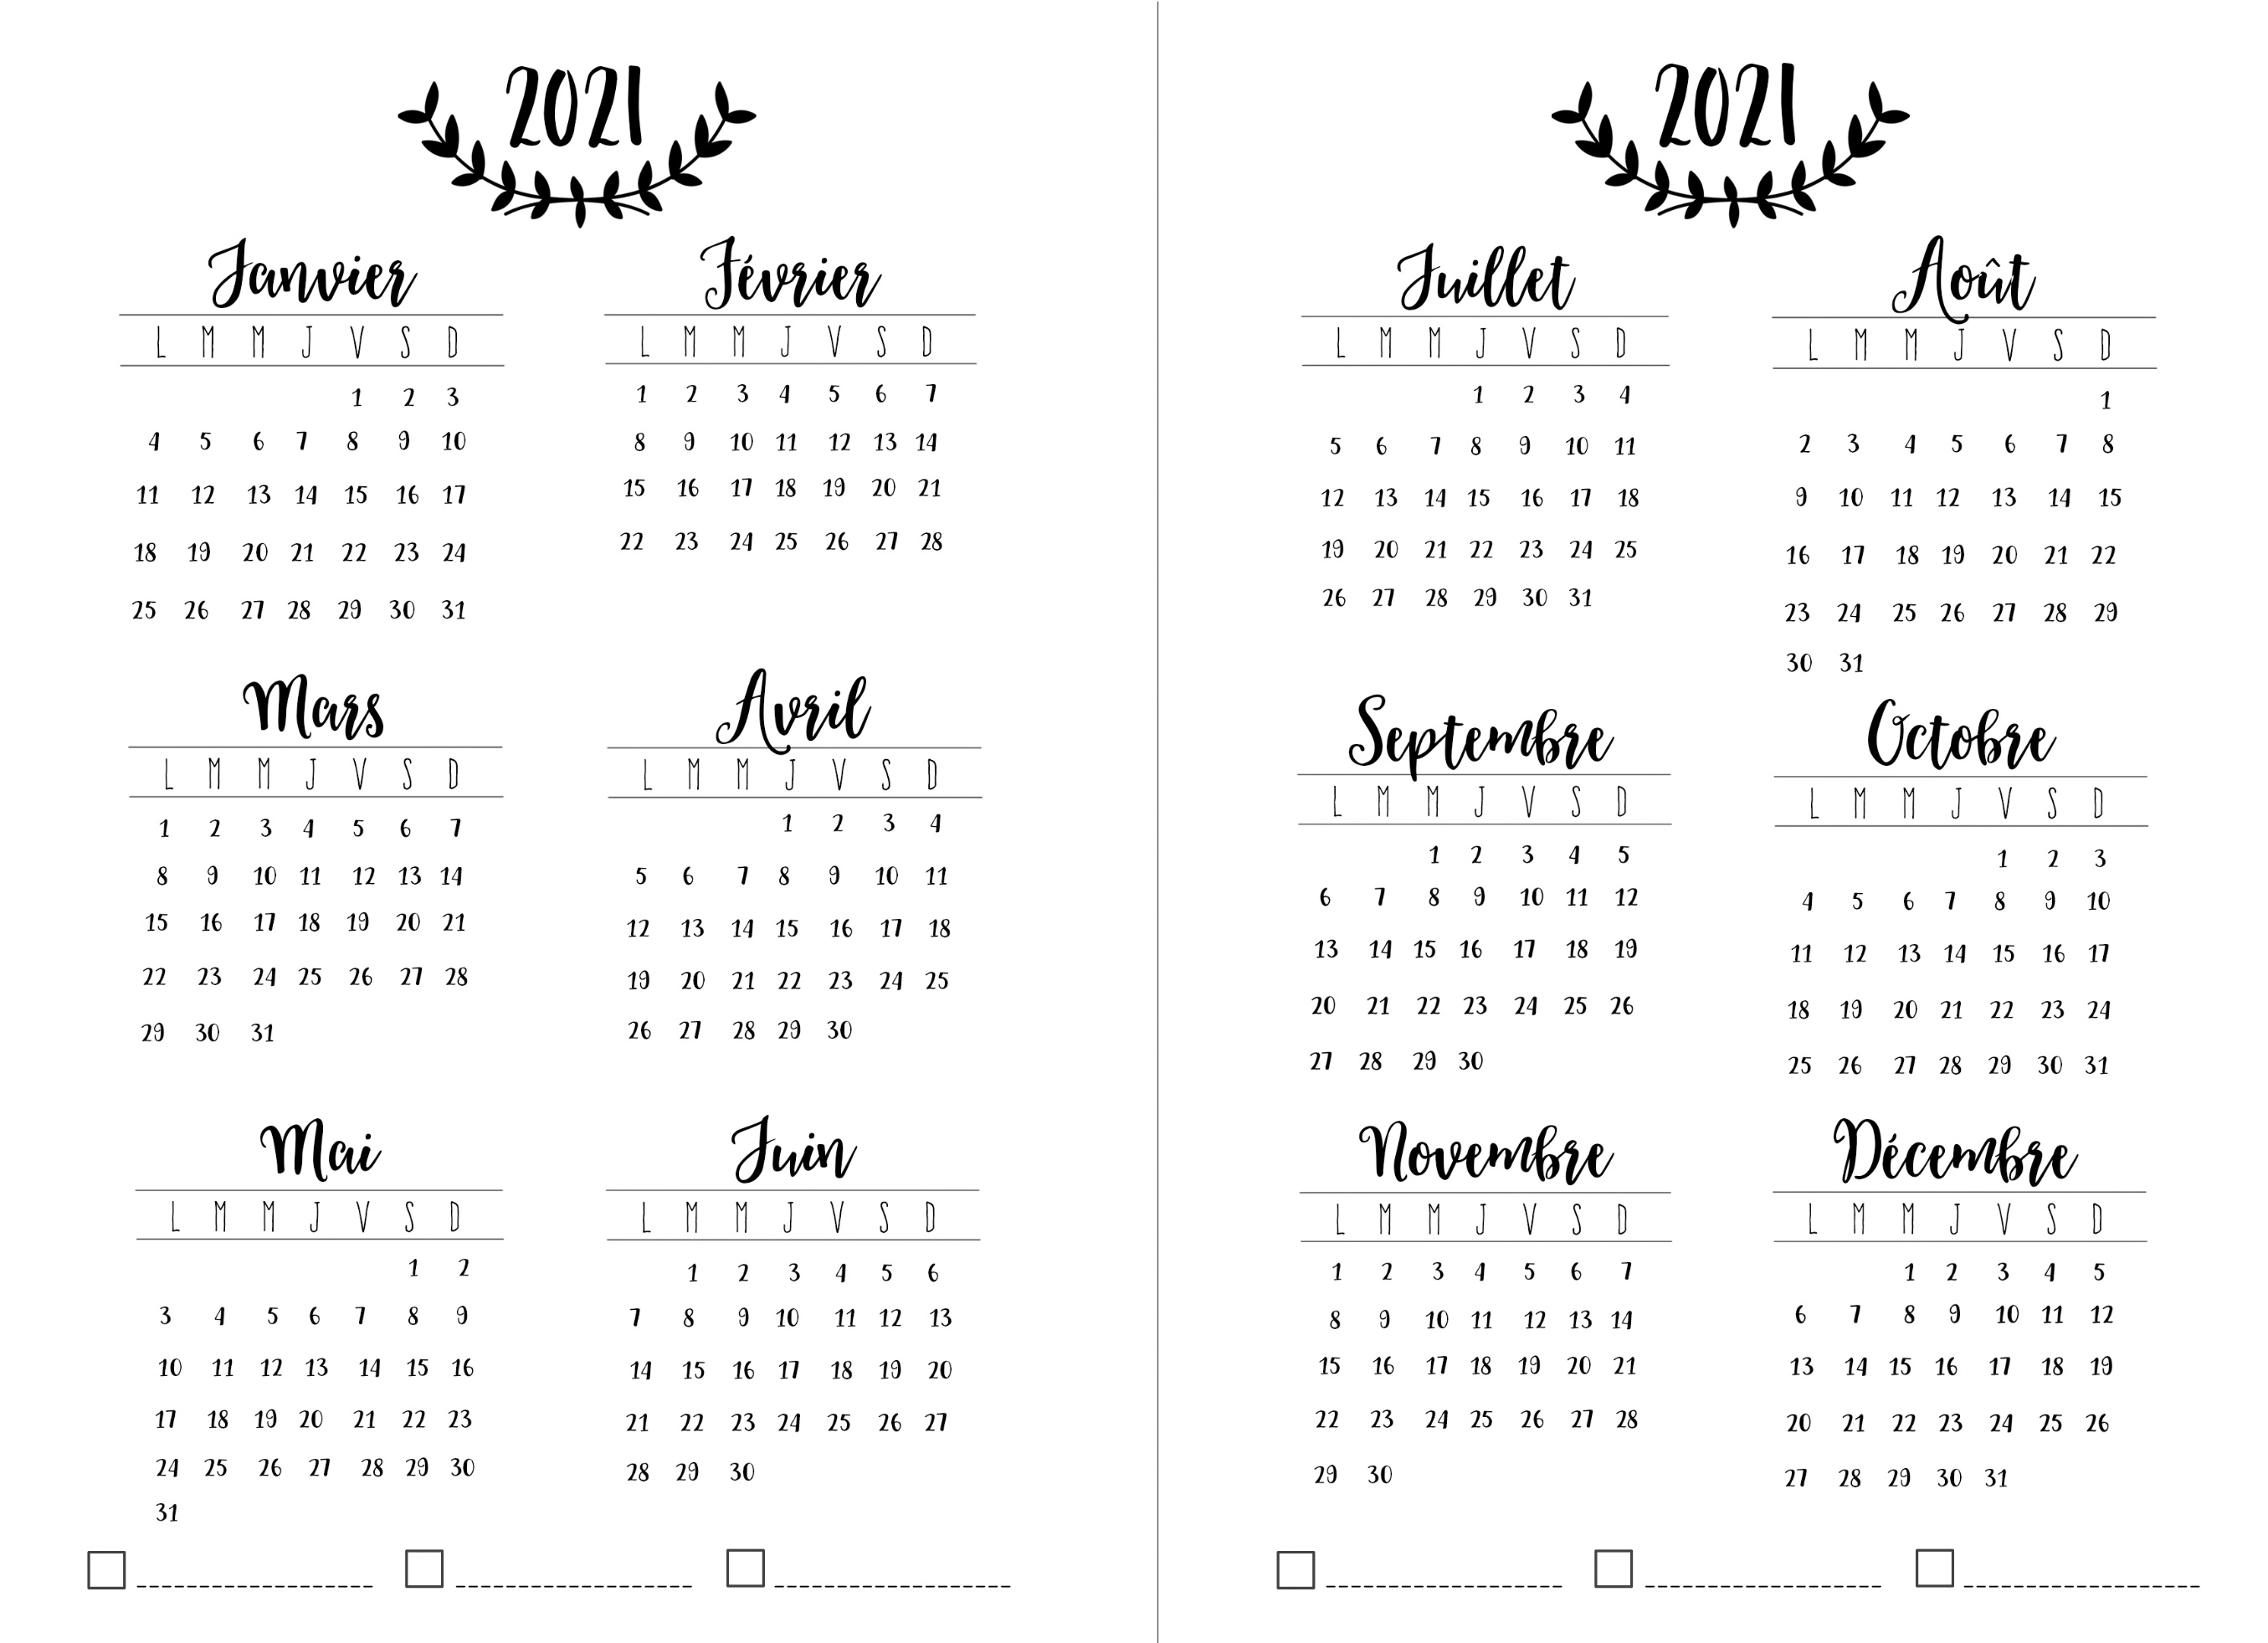 2021
Janvier
L M M J V S D
1 2 3
4 5 6 7 8 9 10
11 12 13 14 15 16 17
18 19 20 21 22 23 24
25 26 27 28 29 30 31
Février
L M M J V S D
1 2 3 4 5 6 7
8 9 10 11 12 13 14
15 16 17 18 19 20 21
22 23 24 25 26 27 28
Mars
L M M J V S D
1 2 3 4 5 6 7
8 9 10 11 12 13 14
15 16 17 18 19 20 21
22 23 24 25 26 27 28
29 30 31
Avril
L M M J V S D
1 2 3 4
5 6 7 8 9 10 11
12 13 14 15 16 17 18
19 20 21 22 23 24 25
26 27 28 29 30
Mai
L M M J V S D
1 2
3 4 5 6 7 8 9
10 11 12 13 14 15 16
17 18 19 20 21 22 23
24 25 26 27 28 29 30
31
Juin
L M M J V S D
1 2 3 4 5 6
7 8 9 10 11 12 13
14 15 16 17 18 19 20
21 22 23 24 25 26 27
28 29 30
2021
Juillet
L M M J V S D
1 2 3 4
5 6 7 8 9 10 11
12 13 14 15 16 17 18
19 20 21 22 23 24 25
26 27 28 29 30 31
Août
L M M J V S D
1
2 3 4 5 6 7 8
9 10 11 12 13 14 15
16 17 18 19 20 21 22
23 24 25 26 27 28 29
30 31
Septembre
L M M J V S D
1 2 3 4 5
6 7 8 9 10 11 12
13 14 15 16 17 18 19
20 21 22 23 24 25 26
27 28 29 30
Octobre
L M M J V S D
1 2 3
4 5 6 7 8 9 10
11 12 13 14 15 16 17
18 19 20 21 22 23 24
25 26 27 28 29 30 31
Novembre
L M M J V S D
1 2 3 4 5 6 7
8 9 10 11 12 13 14
15 16 17 18 19 20 21
22 23 24 25 26 27 28
29 30
Décembre
L M M J V S D
1 2 3 4 5
6 7 8 9 10 11 12
13 14 15 16 17 18 19
20 21 22 23 24 25 26
27 28 29 30 31